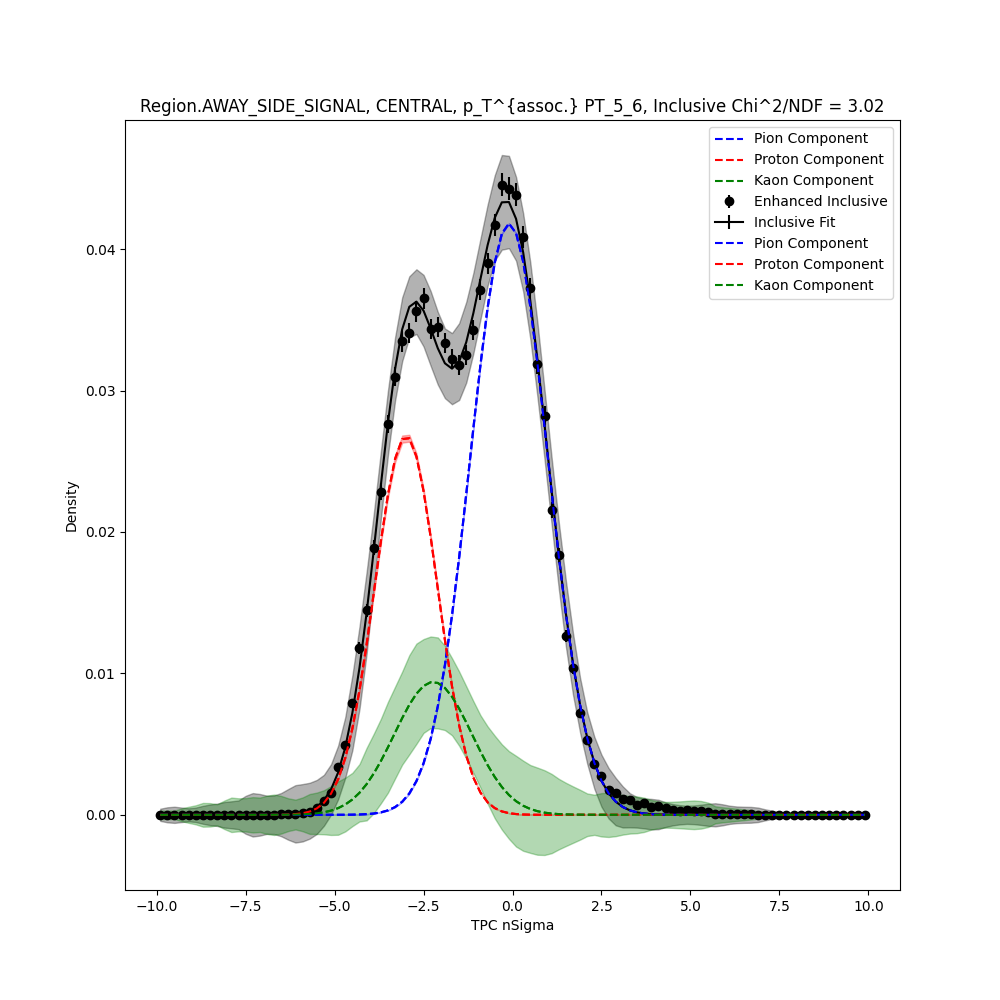 Region.AWAY_SIDE_SIGNAL, CENTRAL, p_T^{assoc.} PT_5_6, Inclusive Chi^2/NDF = 3.02
Pion Component
Proton Component
Kaon Component
Enhanced Inclusive
Inclusive Fit
Pion Component
Proton Component
Kaon Component
0.04
0.03
0.02
0.01
0.00
Density
−10.0 −7.5 −5.0 −2.5 0.0 2.5 5.0 7.5 10.0
TPC nSigma